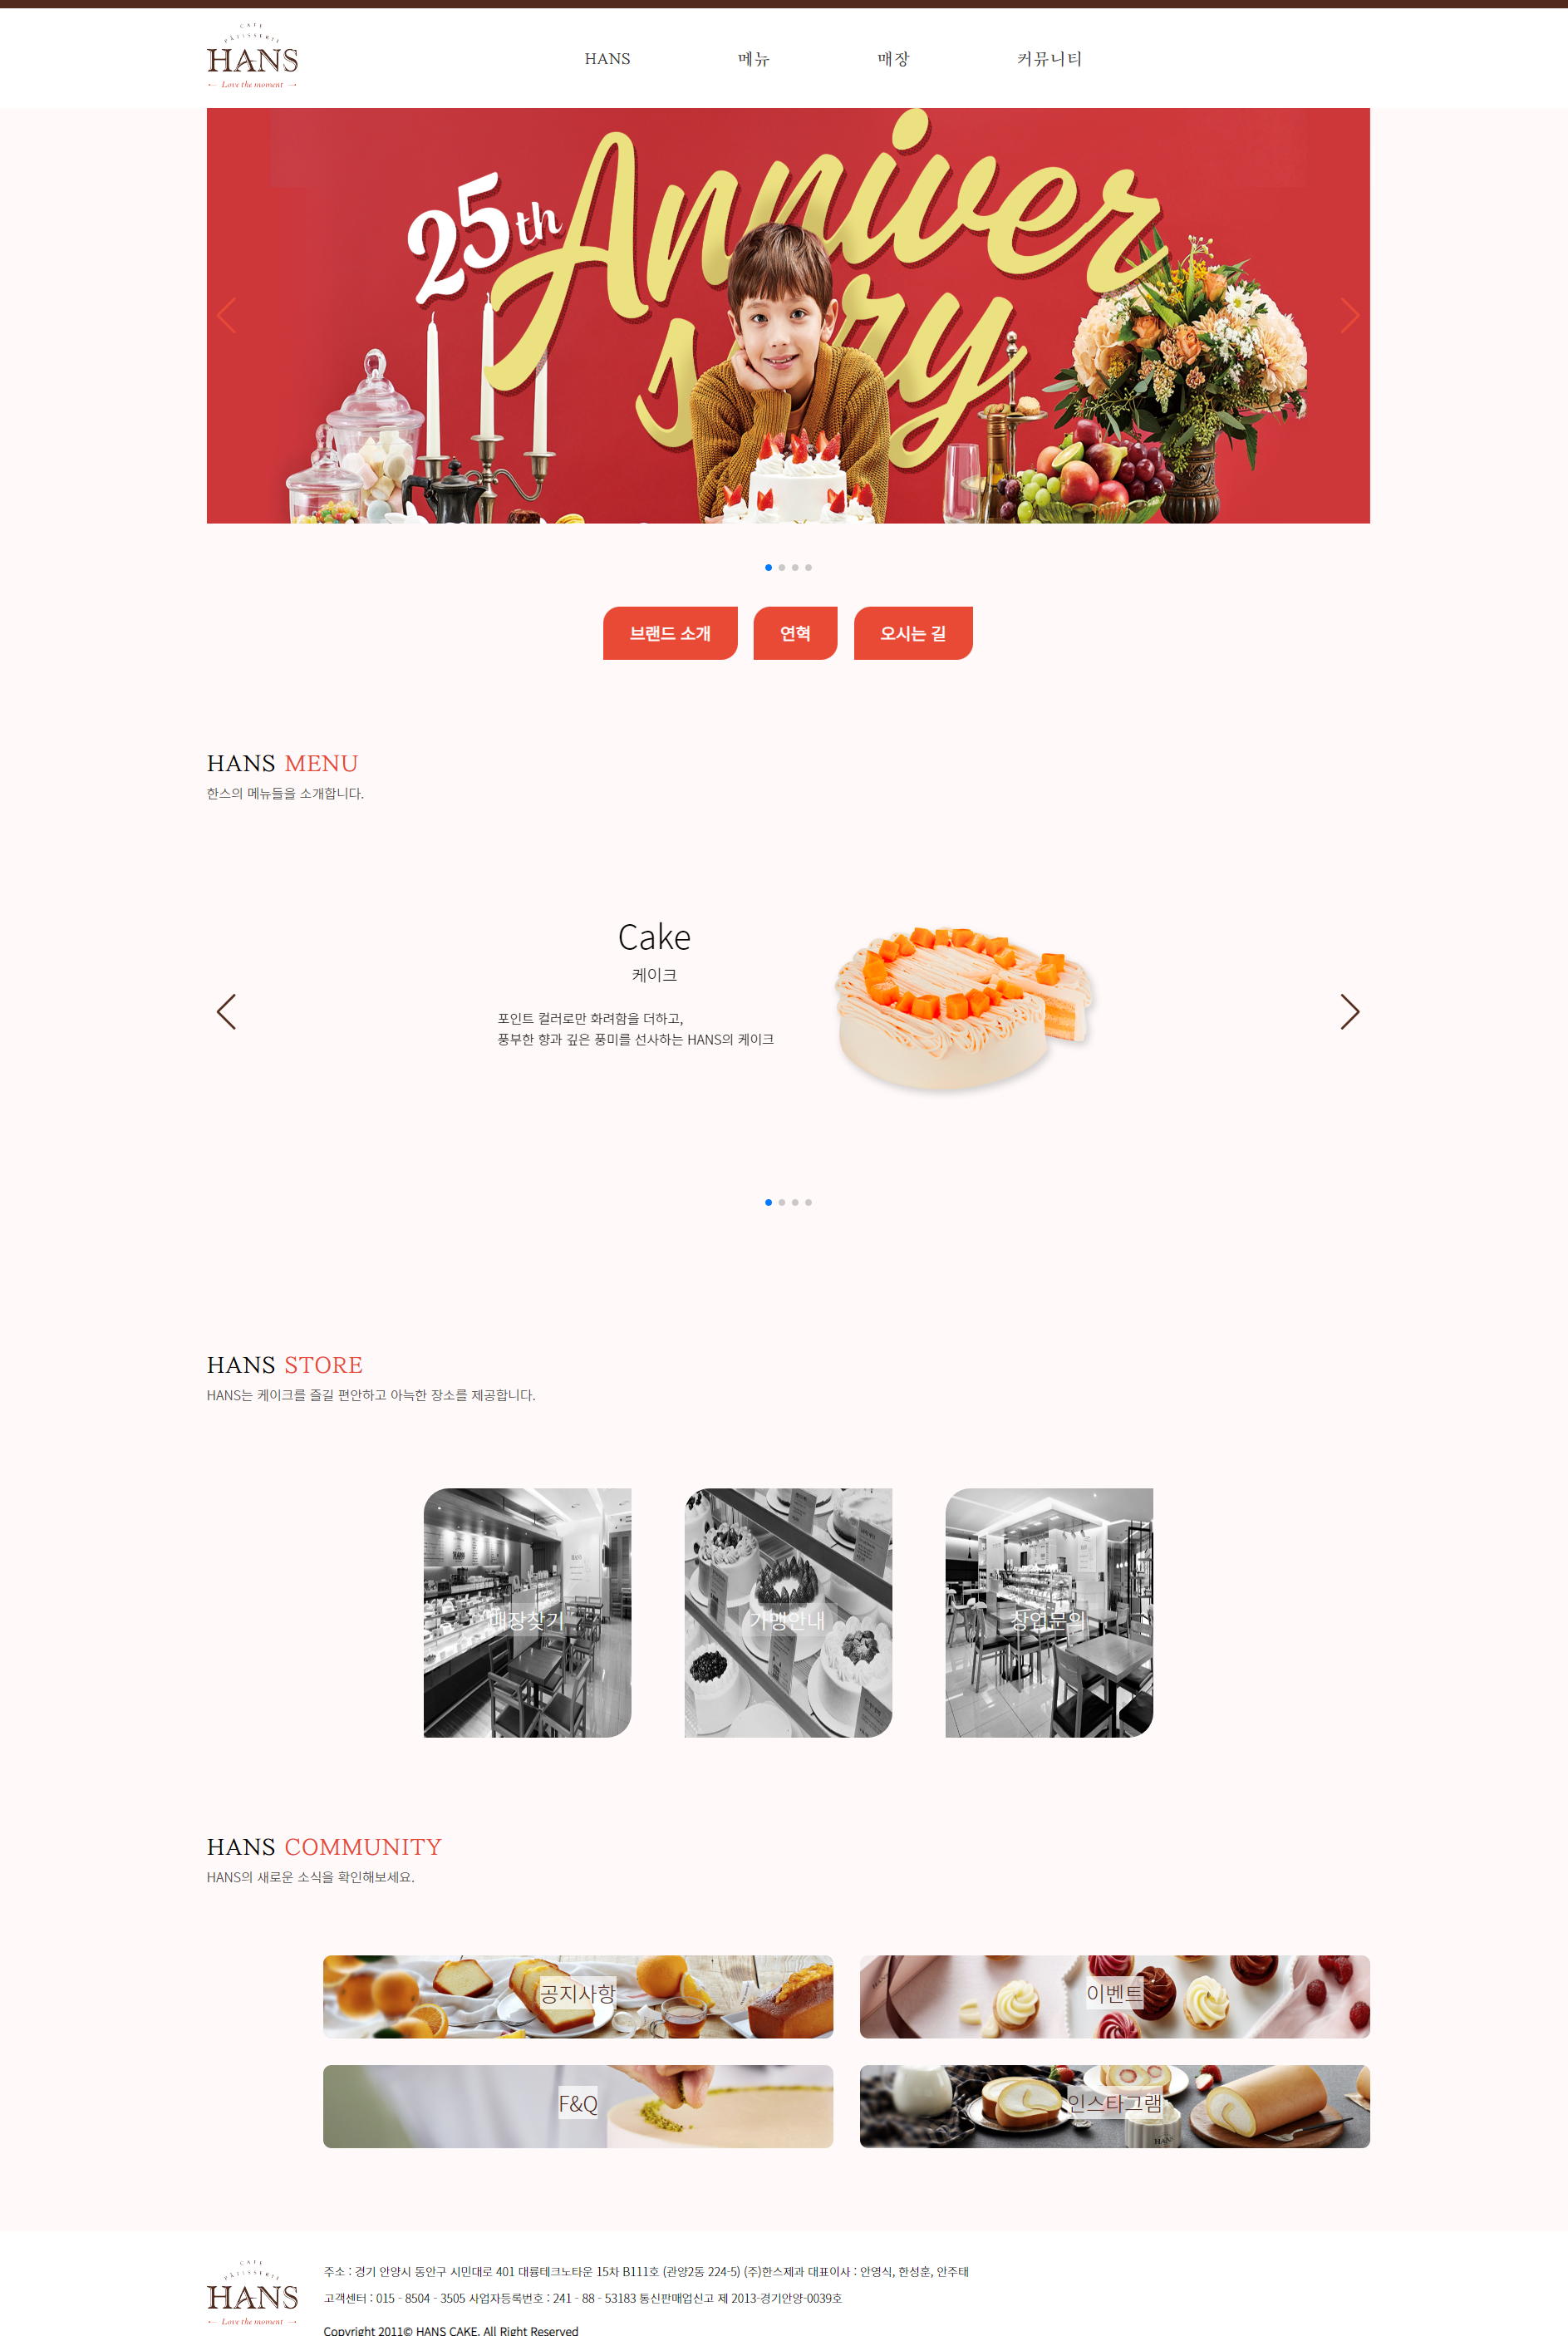 CAFE
PÂTISSERIE
HANS
Love the moment
HANS
메뉴
매장
커뮤니티
25th Anniver
sary
브랜드 소개
연혁
오시는 길
HANS MENU
한스의 메뉴들을 소개합니다.
Cake
케이크
포인트 컬러로만 화려함을 더하고,
풍부한 향과 깊은 풍미를 선사하는 HANS의 케이크
HANS STORE
HANS는 케이크를 즐길 편안하고 아늑한 장소를 제공합니다.
매장찾기
가맹안내
창업문의
HANS COMMUNITY
HANS의 새로운 소식을 확인해보세요.
공지사항
이벤트
F&Q
인스타그램
CAFE
PÂTISSERIE
HANS
Love the moment
주소 : 경기 안양시 동안구 시민대로 401 대륭테크노타운 15차 B111호 (관양2동 224-5) (주)한스제과 대표이사 : 안영식, 한성훈, 안주태
고객센터 : 015 - 8504 - 3505 사업자등록번호 : 241 - 88 - 53183 통신판매업신고 제 2013-경기안양-0039호
Copyright 2011© HANS CAKE. All Right Reserved